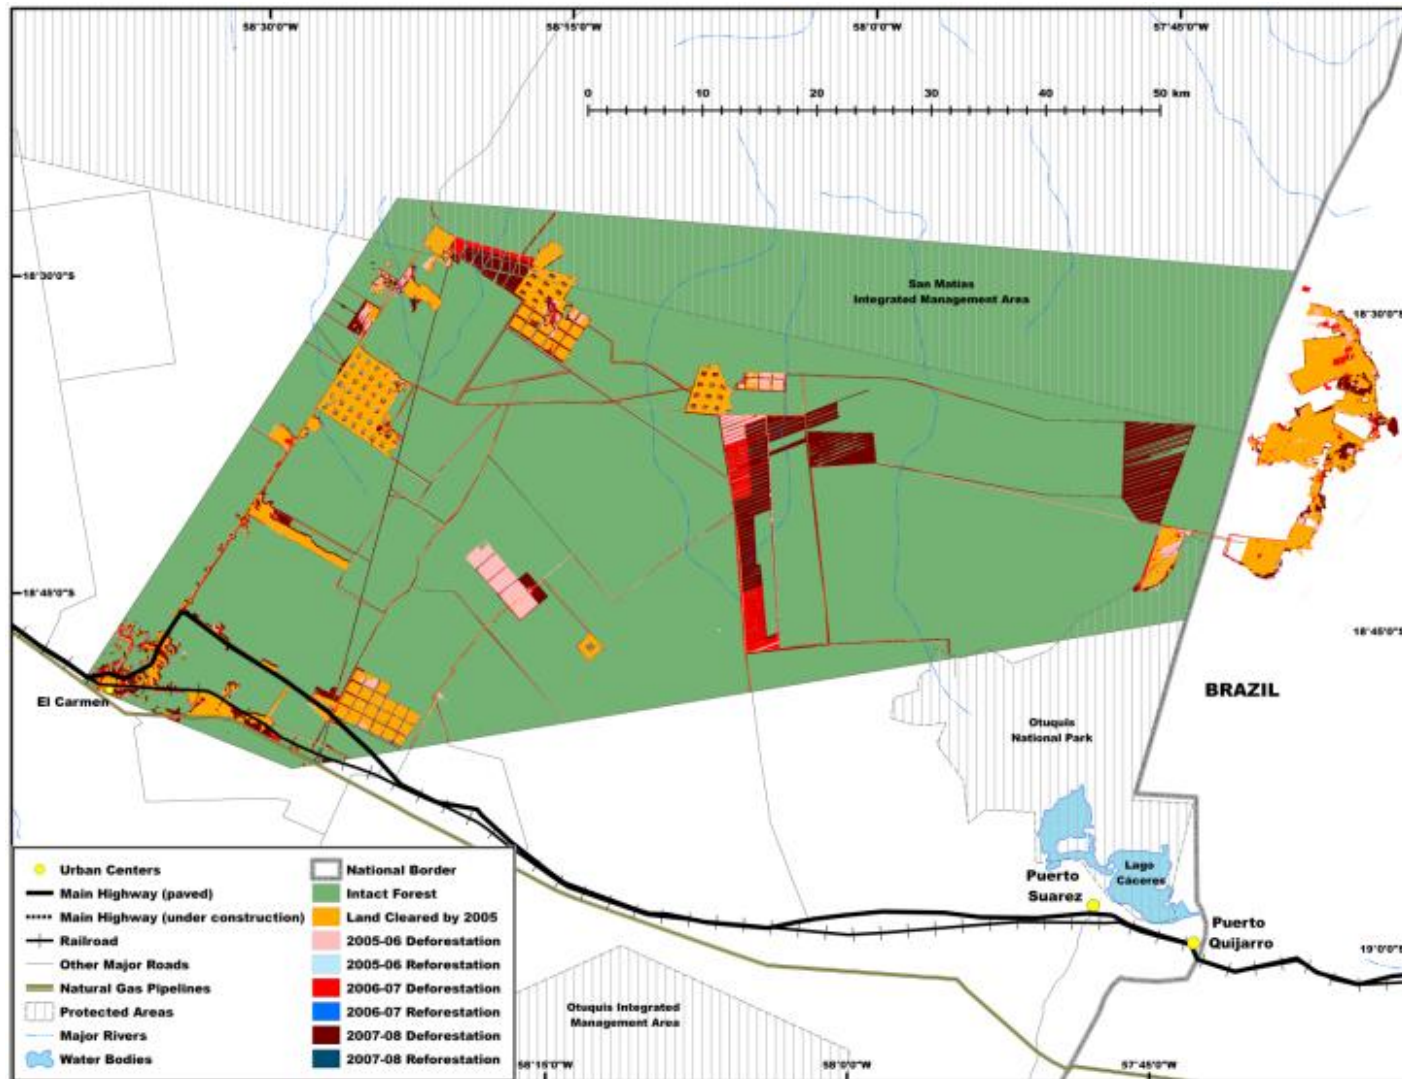 58°30'0"W
58°15'0"W
58°0'0"W
57°45'0"W
0 10 20 30 40 50 km
18°30'0"S
San Matias
Integrated Management Area
18°30'0"S
18°45'0"S
18°45'0"S
El Carmen
BRAZIL
Otuquis
National Park
Lago
Cáceres
Puerto
Suarez
Puerto
Quijarro
19°0'0"S
Otuquis Integrated
Management Area
58°15'0"W
58°0'0"W
57°45'0"W
Urban Centers
Main Highway (paved)
Main Highway (under construction)
Railroad
Other Major Roads
Natural Gas Pipelines
Protected Areas
Major Rivers
Water Bodies
National Border
Intact Forest
Land Cleared by 2005
2005-06 Deforestation
2005-06 Reforestation
2006-07 Deforestation
2006-07 Reforestation
2007-08 Deforestation
2007-08 Reforestation